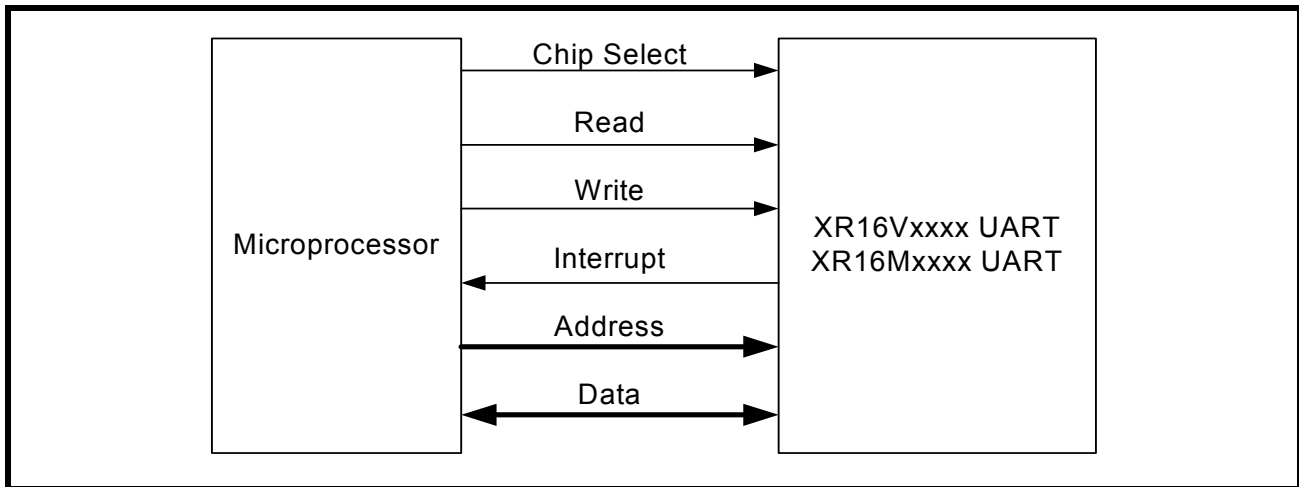 Chip Select
Read
Write
Microprocessor
Interrupt
Address
Data
XR16Vxxxx UART
XR16Mxxxx UART